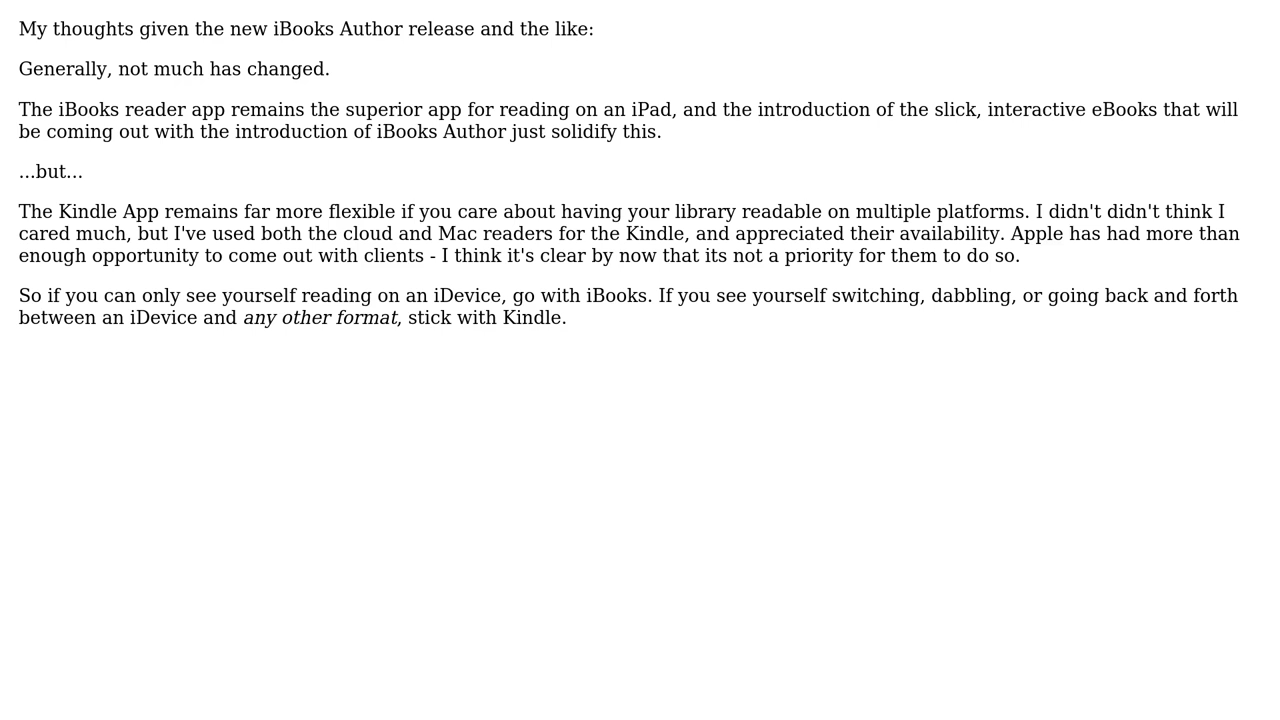 My thoughts given the new iBooks Author release and the like:
Generally, not much has changed.
The iBooks reader app remains the superior app for reading on an iPad, and the introduction of the slick, interactive eBooks that will
be coming out with the introduction of iBooks Author just solidify this.
...but...
The Kindle App remains far more flexible if you care about having your library readable on multiple platforms. I didn't didn't think I
cared much, but I've used both the cloud and Mac readers for the Kindle, and appreciated their availability. Apple has had more than
enough opportunity to come out with clients - I think it's clear by now that its not a priority for them to do so.
So if you can only see yourself reading on an iDevice, go with iBooks. If you see yourself switching, dabbling, or going back and forth
between an iDevice and any other format, stick with Kindle.